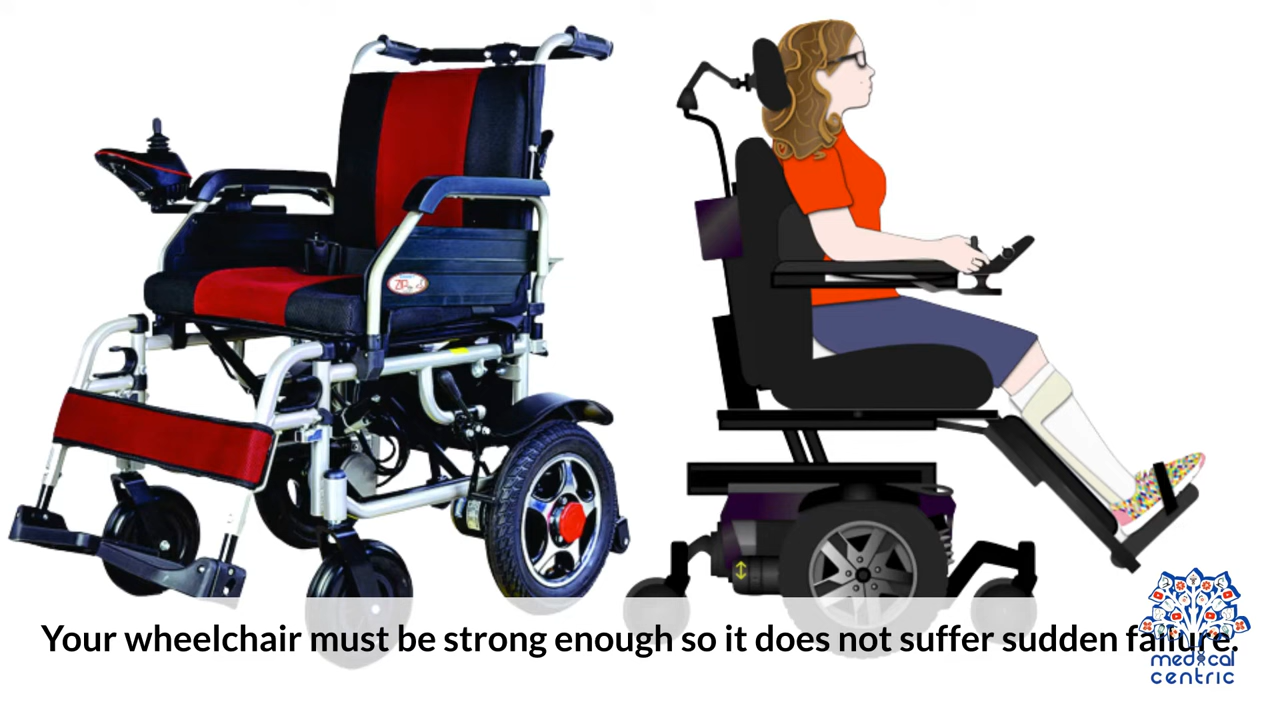 Your wheelchair must be strong enough so it does not suffer sudden failure.
medical
centric